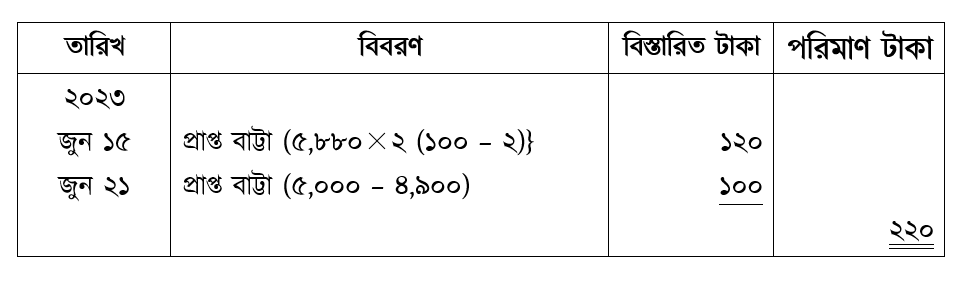 তারিখ বিবরণ বিস্তারিত টাকা পরিমাণ টাকা
২০২৩
জুন ১৫ প্রাপ্ত বাট্টা (৫,৮৮০×২ (১০০ – ২)} ১২০
জুন ২১ প্রাপ্ত বাট্টা (৫,০০০ – ৪,৯০০) ১০০
২২০